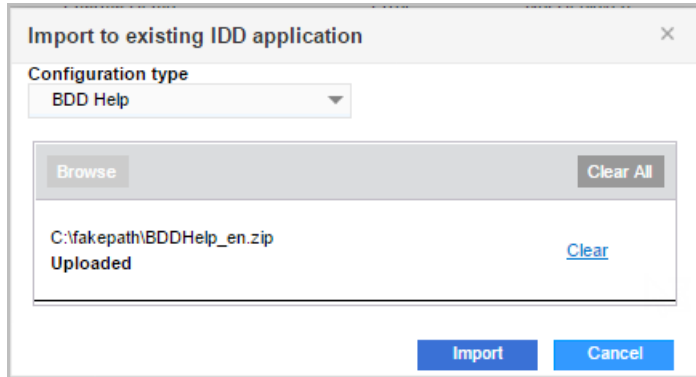 Import to existing IDD application
Configuration type
BDD Help
Browse
Clear All
C:\fakepath\BDDHelp_en.zip
Uploaded
Clear
Import
Cancel